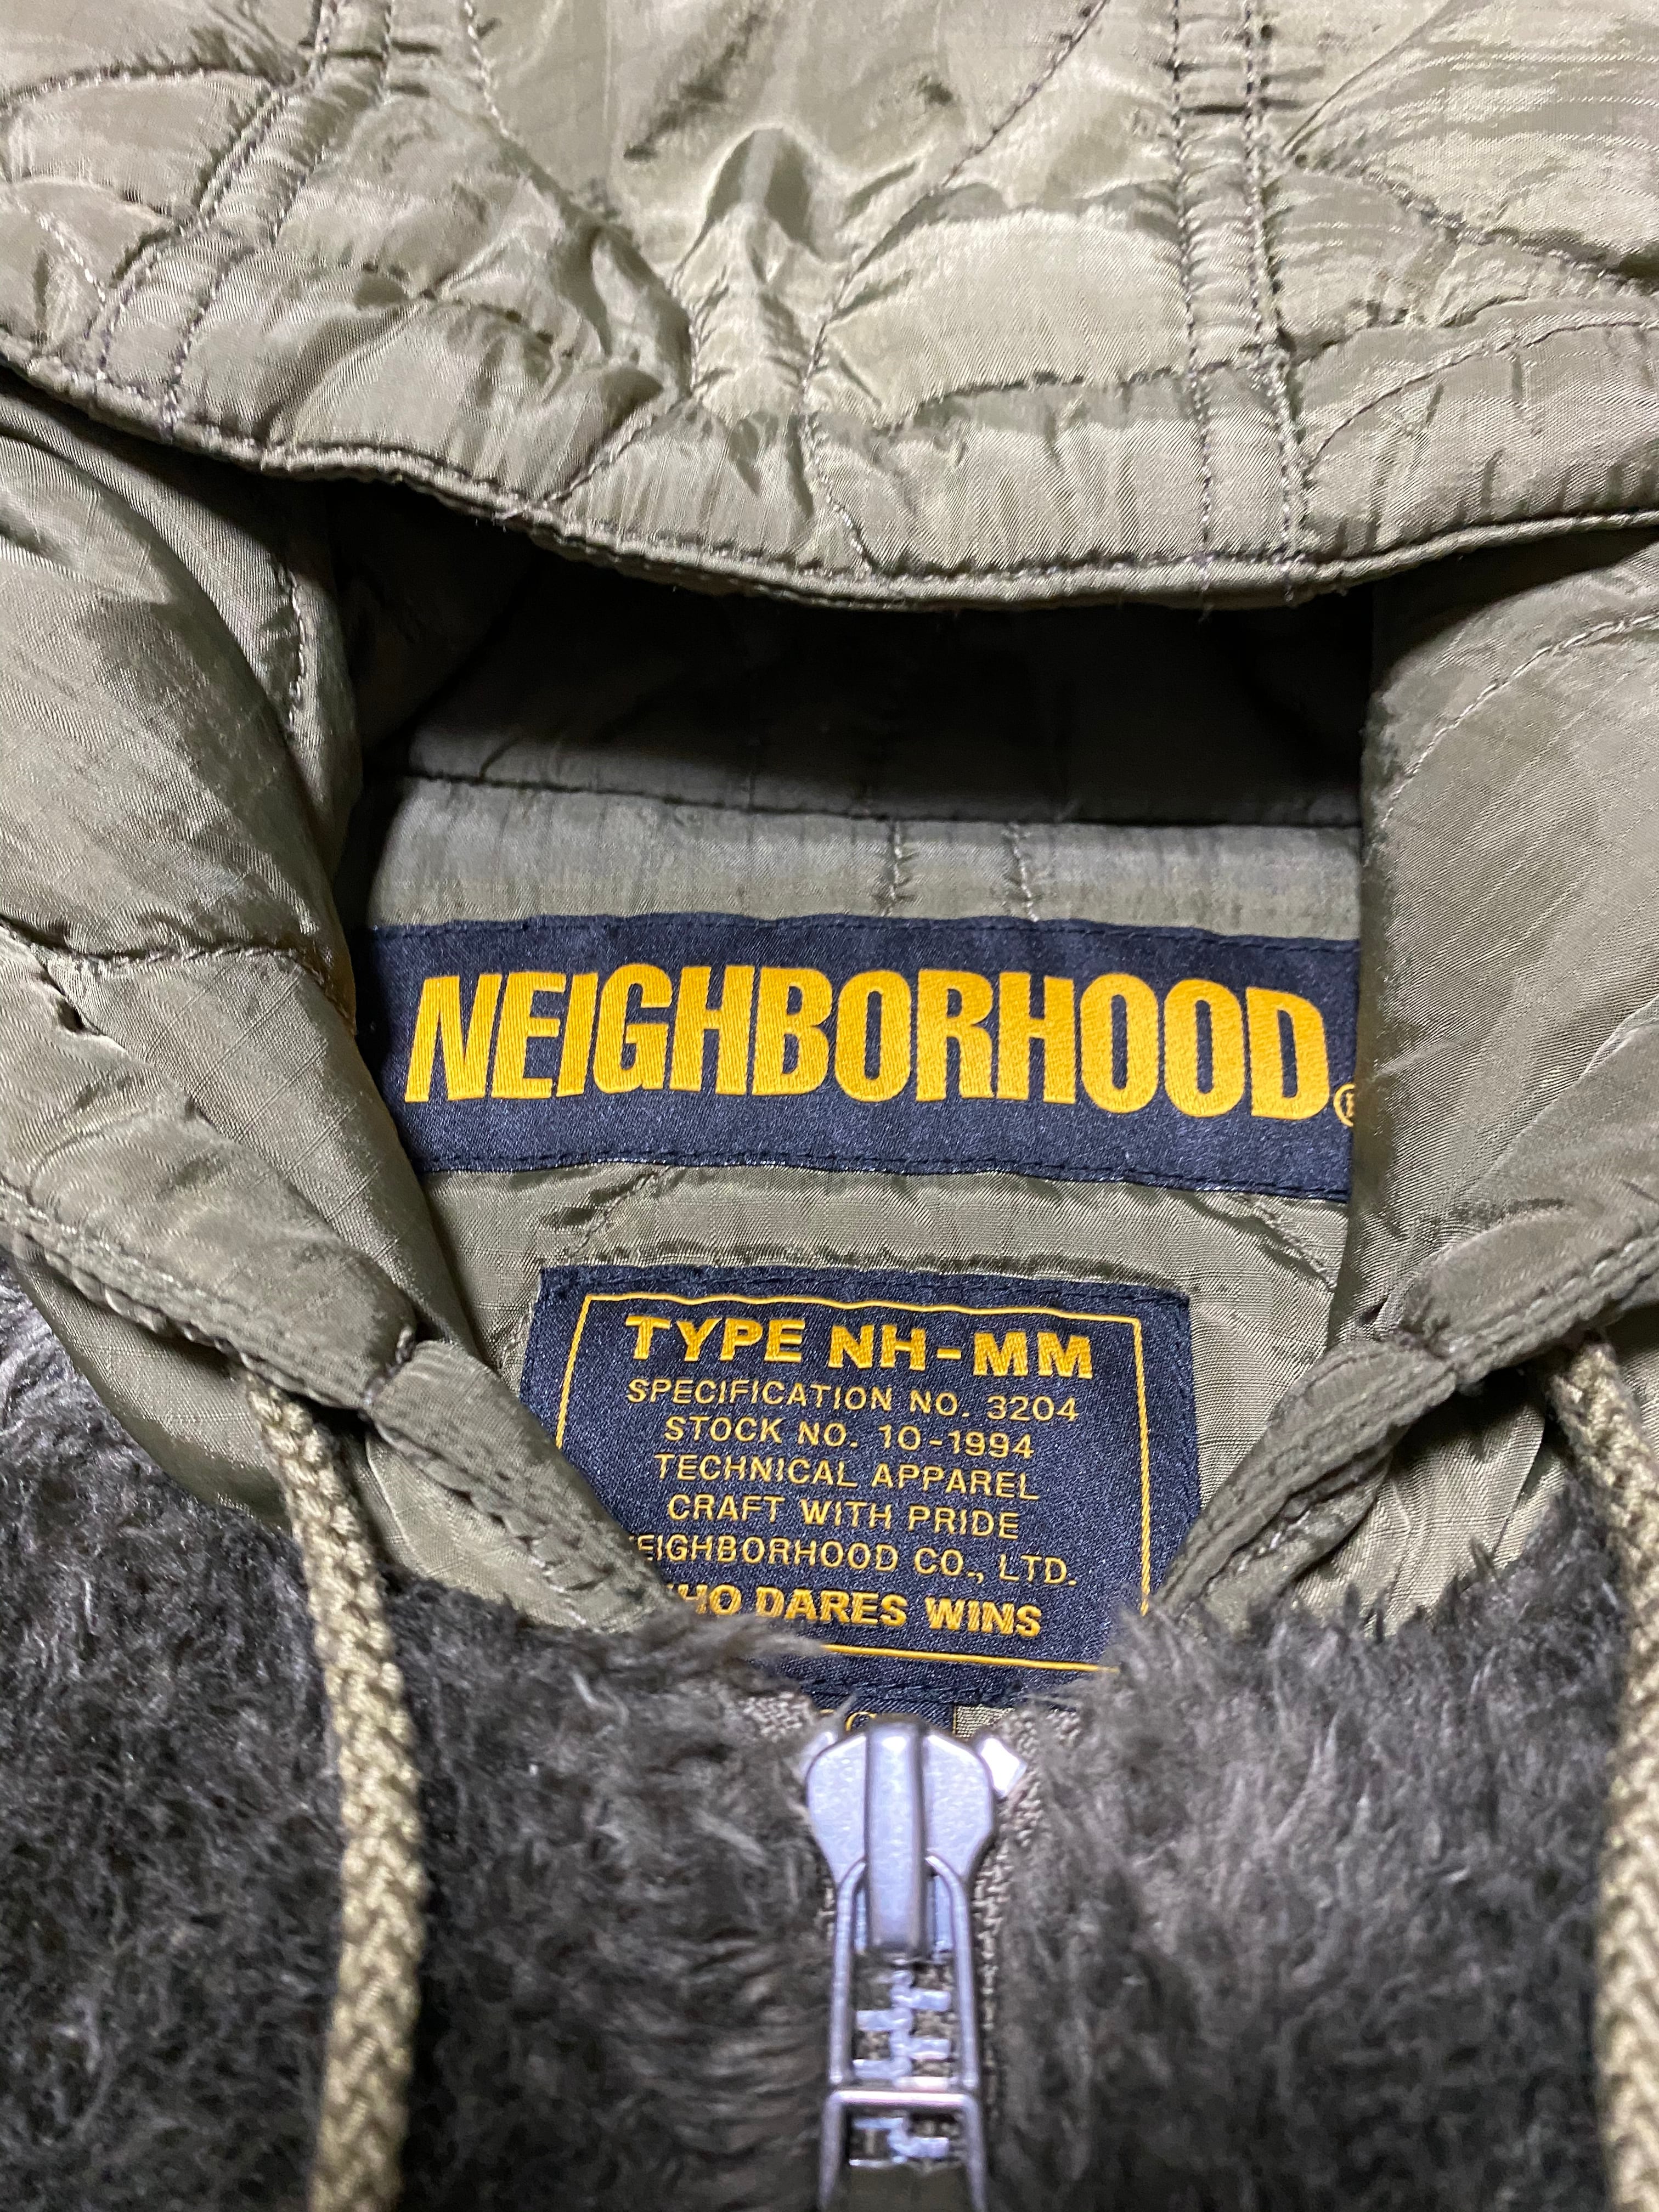 NEIGHBORHOOD®
TYPE NH-MM
SPECIFICATION NO. 3204
STOCK NO. 10-1994
TECHNICAL APPAREL
CRAFT WITH PRIDE
EIGHBORHOOD CO., LTD.
HO DARES WINS